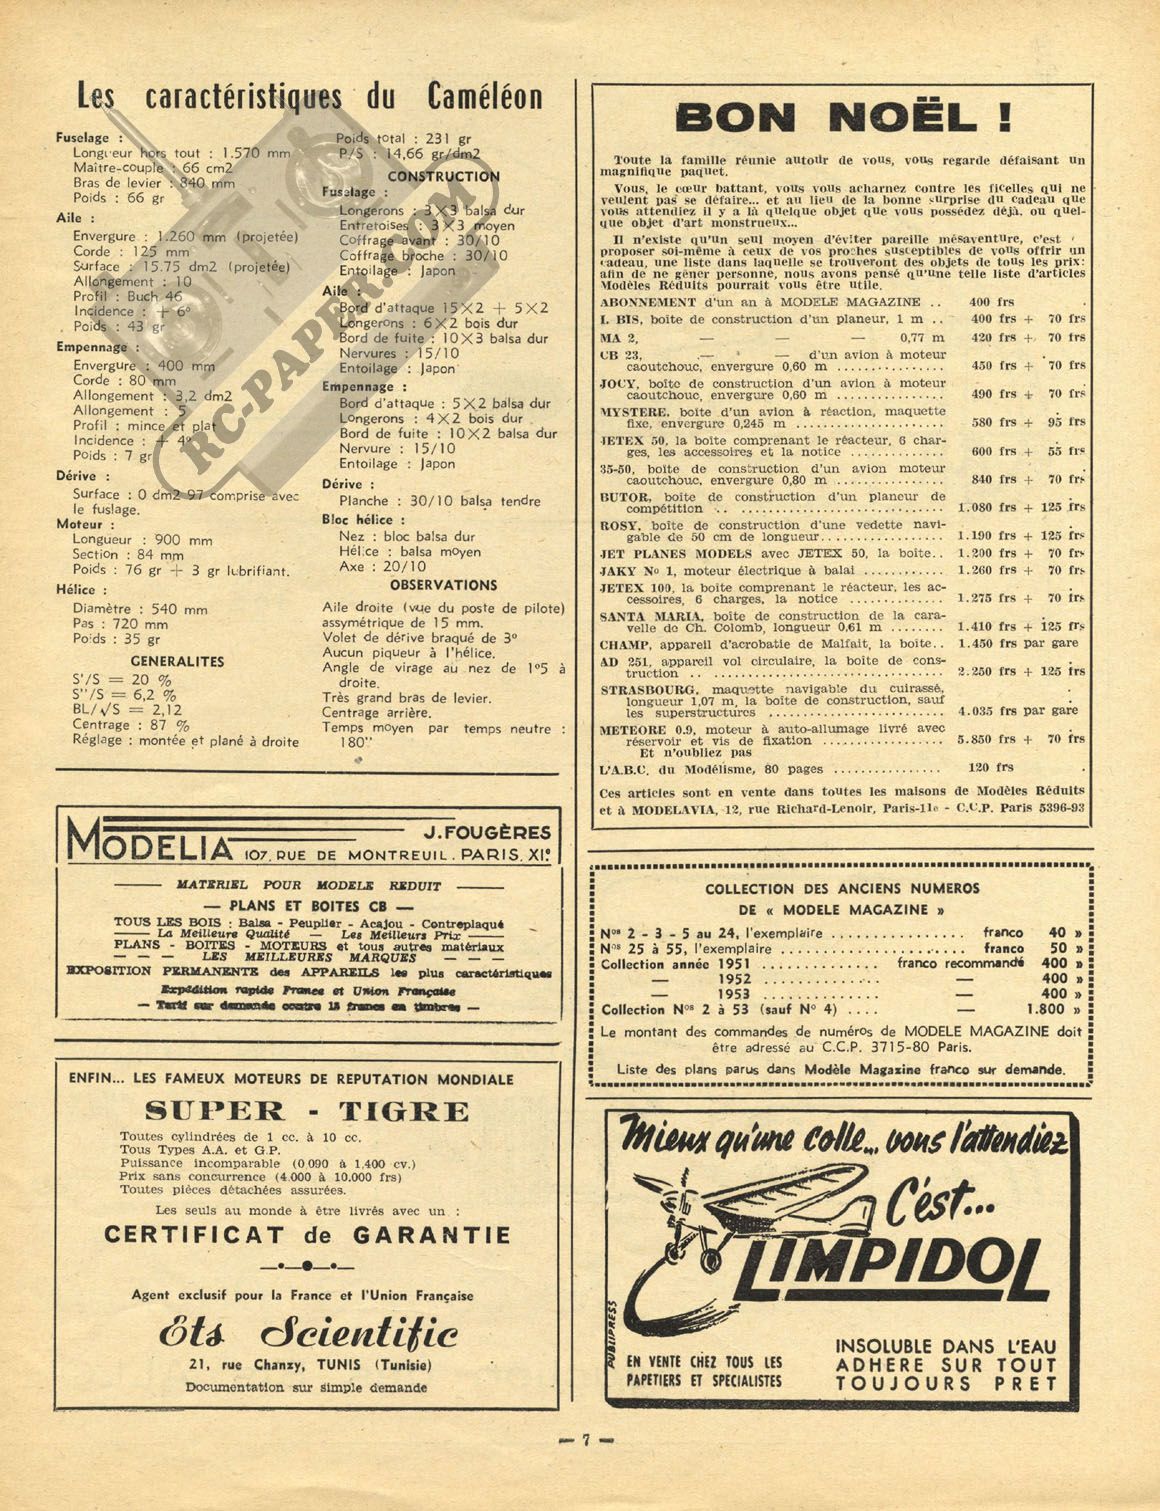 Les caractéristiques du Caméléon
Fuselage :
Longueur hors tout : 1.570 mm
Maître-couple : 66 cm2
Bras de levier : 840 mm
Poids : 66 gr
Aile :
Envergure : 1.260 mm (projetée)
Corde : 125 mm
Surface : 15.75 dm2 (projetée)
Allongement : 10
Profil : Buch 46
Incidence : + 6°
Poids : 43 gr
Empennage :
Envergure : 400 mm
Corde : 80 mm
Allongement : 3,2 dm2
Allongement : 5
Profil : mince et plat
Incidence : + 4°
Poids : 7 gr
Dérive :
Surface : 0 dm2 97 comprise avec
le fuslage.
Moteur :
Longueur : 900 mm
Section : 84 mm
Poids : 76 gr + 3 gr lubrifiant.
Hélice :
Diamètre : 540 mm
Pas : 720 mm
Poids : 35 gr
GENERALITES
S'/S = 20 %
S''/S = 6,2 %
BL/√S = 2,12
Centrage : 87 %
Réglage : montée et plané à droite
Poids total : 231 gr
P/S : 14,66 gr/dm2
CONSTRUCTION
Fuselage :
Longerons : 3X3 balsa dur
Entretoises : 3X3 moyen
Coffrage avant : 30/10
Coffrage broche : 30/10
Entoilage : Japon
Aile :
Bord d'attaque 15X2 + 5X2
Longerons : 6X2 bois dur
Bord de fuite : 10X3 balsa dur
Nervures : 15/10
Entoilage : Japon
Empennage :
Bord d'attaque : 5X2 balsa dur
Longerons : 4X2 bois dur
Bord de fuite : 10X2 balsa dur
Nervure : 15/10
Entoilage : Japon
Dérive :
Planche : 30/10 balsa tendre
Bloc hélice :
Nez : bloc balsa dur
Hélice : balsa moyen
Axe : 20/10
OBSERVATIONS
Aile droite (vue du poste de pilote)
assymétrique de 15 mm.
Volet de dérive braqué de 3°
Aucun piqueur à l'hélice.
Angle de virage au nez de 1°5 à
droite.
Très grand bras de levier.
Centrage arrière.
Temps moyen par temps neutre :
180"
RC-PAPER.COM
MODELIA J. FOUGÈRES
107, RUE DE MONTREUIL. PARIS. XIe
MATERIEL POUR MODELE REDUIT
— PLANS ET BOITES CB —
TOUS LES BOIS : Balsa - Peuplier - Acajou - Contreplaqué
La Meilleure Qualité — Les Meilleurs Prix
PLANS - BOITES - MOTEURS et tous autres matériaux
— — — LES MEILLEURES MARQUES — — —
EXPOSITION PERMANENTE des APPAREILS les plus caractéristiques
Expédition rapide France et Union Française
— Tarif sur demande contre 15 francs en timbres —
ENFIN... LES FAMEUX MOTEURS DE REPUTATION MONDIALE
SUPER - TIGRE
Toutes cylindrées de 1 cc. à 10 cc.
Tous Types A.A. et G.P.
Puissance incomparable (0.090 à 1.400 cv.)
Prix sans concurrence (4.000 à 10.000 frs)
Toutes pièces détachées assurées.
Les seuls au monde à être livrés avec un :
CERTIFICAT de GARANTIE
Agent exclusif pour la France et l'Union Française
Ets Scientific
21, rue Chanzy, TUNIS (Tunisie)
Documentation sur simple demande
BON NOËL !
Toute la famille réunie autour de vous, vous regarde défaisant un
magnifique paquet.
Vous, le cœur battant, vous vous acharnez contre les ficelles qui ne
veulent pas se défaire... et au lieu de la bonne surprise du cadeau que
vous attendiez il y a là quelque objet que vous possédez déjà, ou quel-
que objet d'art monstrueux...
Il n'existe qu'un seul moyen d'éviter pareille mésaventure, c'est
proposer soi-même à ceux de vos proches susceptibles de vous offrir un
cadeau, une liste dans laquelle se trouveront des objets de tous les prix:
afin de ne gêner personne, nous avons pensé qu'une telle liste d'articles
Modèles Réduits pourrait vous être utile.
ABONNEMENT d'un an à MODELE MAGAZINE .. 400 frs
I. BIS, boîte de construction d'un planeur, 1 m .. 400 frs + 70 frs
MA 2, — — — 0,77 m 420 frs + 70 frs
CB 23, — — d'un avion à moteur
caoutchouc, envergure 0,60 m ................ 450 frs + 70 frs
JOCY, boîte de construction d'un avion à moteur
caoutchouc, envergure 0,60 m ................ 490 frs + 70 frs
MYSTERE, boîte d'un avion à réaction, maquette
fixe, envergure 0,245 m ................ 580 frs + 95 frs
JETEX 50, la boîte comprenant le réacteur, 6 char-
ges, les accessoires et la notice .............. 600 frs + 55 frs
35-50, boîte de construction d'un avion moteur
caoutchouc, envergure 0,80 m ................ 840 frs + 70 frs
BUTOR, boîte de construction d'un planeur de
compétition .. .............................. 1.080 frs + 125 frs
ROSY, boîte de construction d'une vedette navi-
gable de 50 cm de longueur.................. 1.190 frs + 125 frs
JET PLANES MODELS avec JETEX 50, la boîte.. 1.200 frs + 70 frs
JAKY No 1, moteur électrique à balai ............. 1.260 frs + 70 frs
JETEX 100, la boîte comprenant le réacteur, les ac-
cessoires, 6 charges, la notice .............. 1.275 frs + 70 frs
SANTA MARIA, boîte de construction de la cara-
velle de Ch. Colomb, longueur 0,61 m ........ 1.410 frs + 125 frs
CHAMP, appareil d'acrobatie de Malfait, la boîte.. 1.450 frs par gare
AD 251, appareil vol circulaire, la boîte de cons-
truction .. ................................ 2.250 frs + 125 frs
STRASBOURG, maquette navigable du cuirassé,
longueur 1,07 m, la boîte de construction, sauf
les superstructures ........................ 4.035 frs par gare
METEORE 0.9, moteur à auto-allumage livré avec
réservoir et vis de fixation .................. 5.850 frs + 70 frs
Et n'oubliez pas
L'A.B.C. du Modélisme, 80 pages ................ 120 frs
Ces articles sont en vente dans toutes les maisons de Modèles Réduits
et à MODELAVIA, 12, rue Richard-Lenoir, Paris-11e - C.C.P. Paris 5396-93
COLLECTION DES ANCIENS NUMEROS
DE « MODELE MAGAZINE »
Nos 2 - 3 - 5 au 24, l'exemplaire ................ franco 40 »
Nos 25 à 55, l'exemplaire ...................... franco 50 »
Collection année 1951 .............. franco recommandé 400 »
— 1952 .............. — 400 »
— 1953 .............. — 400 »
Collection Nos 2 à 53 (sauf N° 4) .... — 1.800 »
Le montant des commandes de numéros de MODELE MAGAZINE doit
être adressé au C.C.P. 3715-80 Paris.
Liste des plans parus dans Modèle Magazine franco sur demande.
Mieux qu'une colle... vous l'attendiez
C'est...
LIMPIDOL
PUBLIPRESS
EN VENTE CHEZ TOUS LES
PAPETIERS ET SPECIALISTES
INSOLUBLE DANS L'EAU
ADHERE SUR TOUT
TOUJOURS PRET
— 7 —